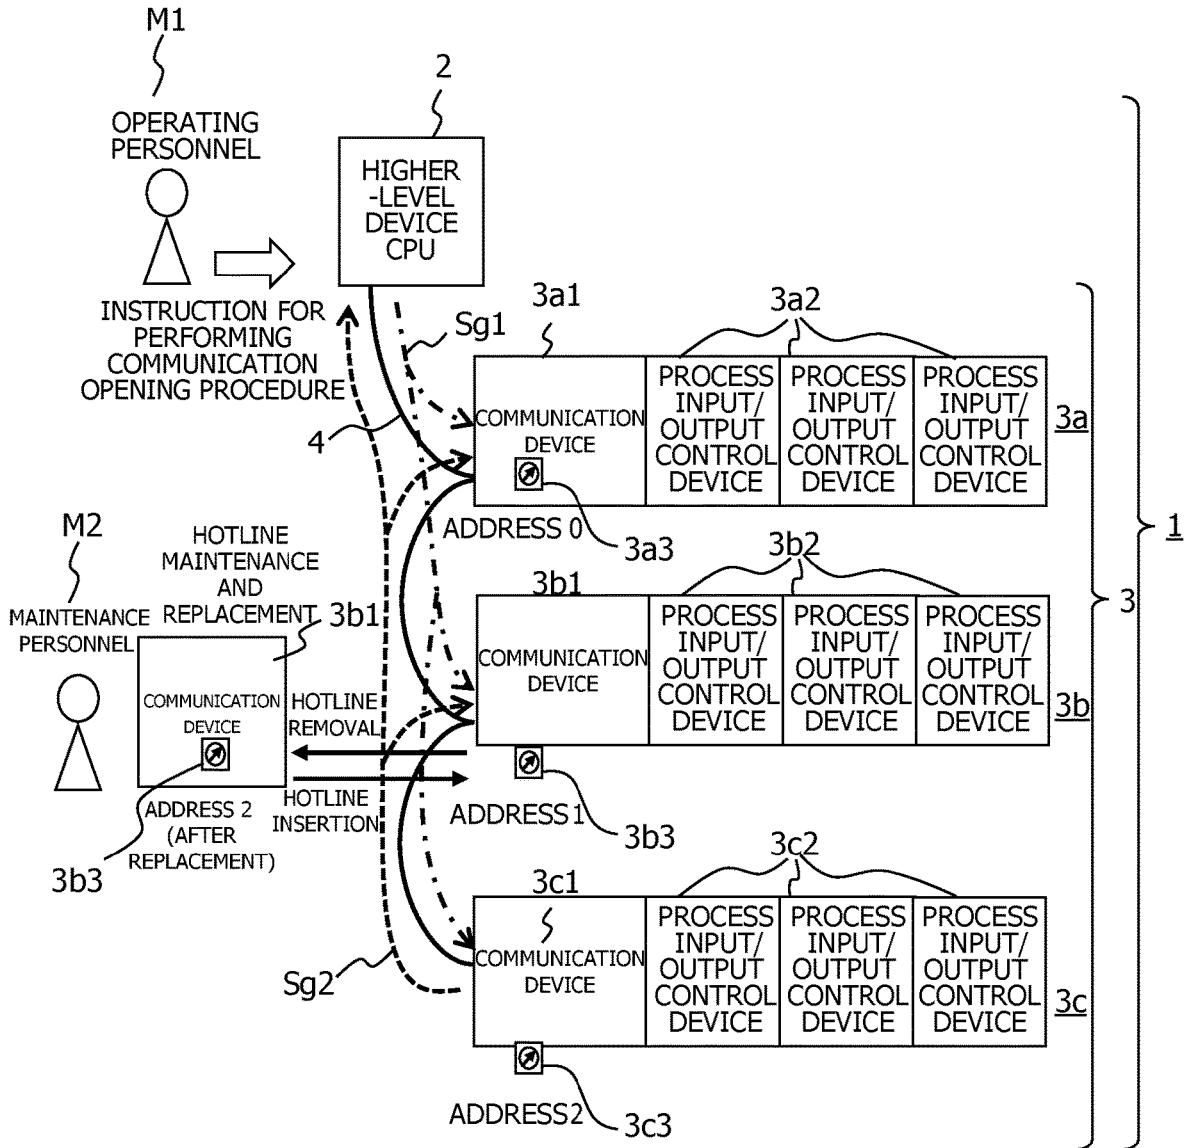 M1
OPERATING
PERSONNEL
2
HIGHER
-LEVEL
DEVICE
CPU
INSTRUCTION FOR
PERFORMING
COMMUNICATION
OPENING PROCEDURE
Sg1
4
3a1
3a2
COMMUNICATION
DEVICE
PROCESS
INPUT/
OUTPUT
CONTROL
DEVICE
PROCESS
INPUT/
OUTPUT
CONTROL
DEVICE
PROCESS
INPUT/
OUTPUT
CONTROL
DEVICE
3a
ADDRESS 0
3a3
M2
MAINTENANCE
PERSONNEL
HOTLINE
MAINTENANCE
AND
REPLACEMENT
3b1
COMMUNICATION
DEVICE
HOTLINE
REMOVAL
HOTLINE
INSERTION
ADDRESS 2
(AFTER
REPLACEMENT)
3b3
3b1
3b2
COMMUNICATION
DEVICE
PROCESS
INPUT/
OUTPUT
CONTROL
DEVICE
PROCESS
INPUT/
OUTPUT
CONTROL
DEVICE
PROCESS
INPUT/
OUTPUT
CONTROL
DEVICE
3b
ADDRESS1
3b3
3c1
3c2
COMMUNICATION
DEVICE
PROCESS
INPUT/
OUTPUT
CONTROL
DEVICE
PROCESS
INPUT/
OUTPUT
CONTROL
DEVICE
PROCESS
INPUT/
OUTPUT
CONTROL
DEVICE
3c
Sg2
ADDRESS2
3c3
3
1